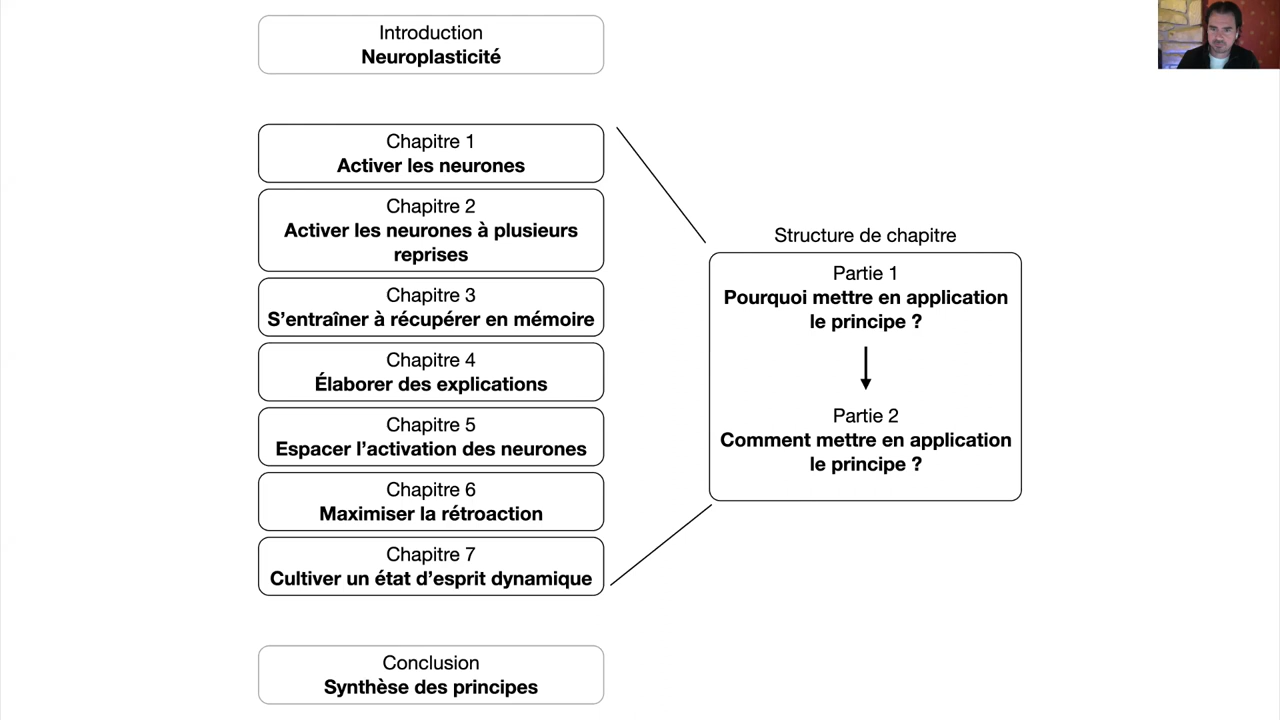 Introduction
Neuroplasticité
Chapitre 1
Activer les neurones
Chapitre 2
Activer les neurones à plusieurs
reprises
Chapitre 3
S’entraîner à récupérer en mémoire
Chapitre 4
Élaborer des explications
Chapitre 5
Espacer l’activation des neurones
Chapitre 6
Maximiser la rétroaction
Chapitre 7
Cultiver un état d’esprit dynamique
Conclusion
Synthèse des principes
Structure de chapitre
Partie 1
Pourquoi mettre en application
le principe ?
Partie 2
Comment mettre en application
le principe ?